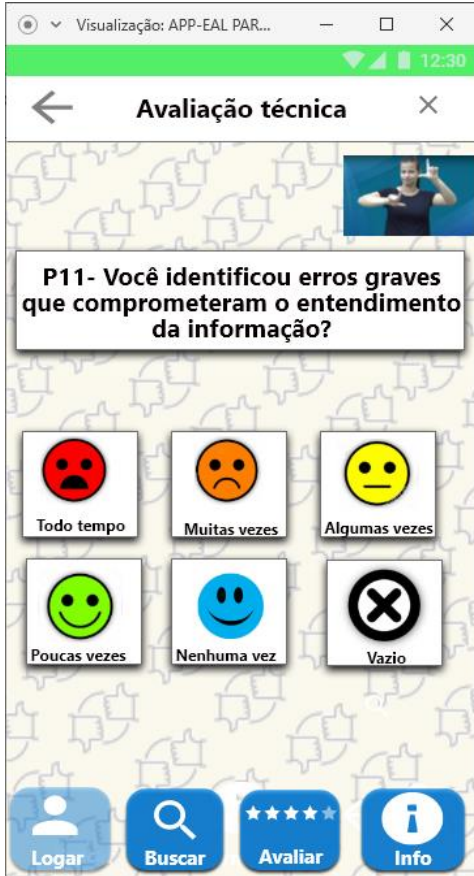 Visualização: APP-EAL PAR...
12:30
Avaliação técnica
P11- Você identificou erros graves
que comprometeram o entendimento
da informação?
Todo tempo
Muitas vezes
Algumas vezes
Poucas vezes
Nenhuma vez
Vazio
Logar
Buscar
Avaliar
Info